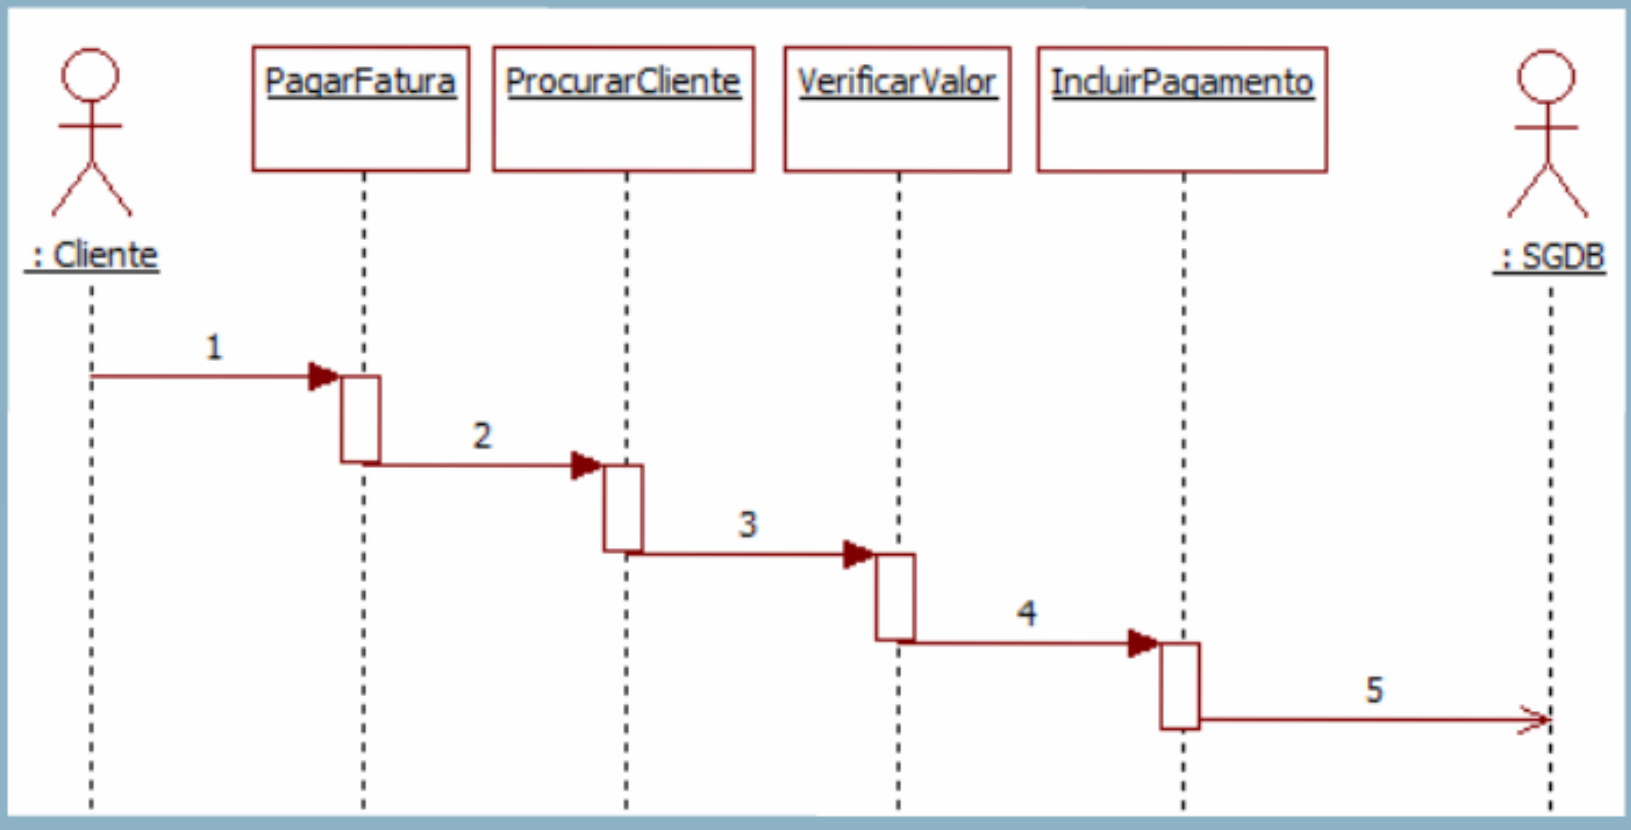 PagarFatura
ProcurarCliente
VerificarValor
IncluirPagamento
: Cliente
: SGDB
1
2
3
4
5